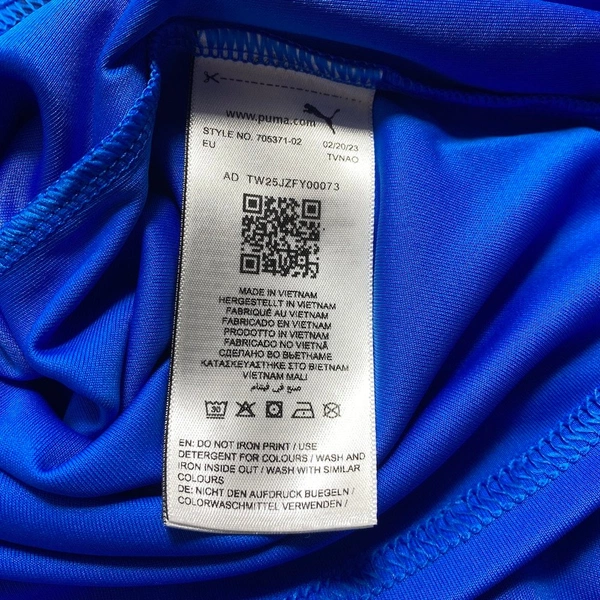 www.puma.com
STYLE NO. 705371-02 02/20/23
EU TVNAO
AD TW25JZFY00073
MADE IN VIETNAM
HERGESTELLT IN VIETNAM
FABRIQUÉ AU VIETNAM
FABRICADO EN VIETNAM
PRODOTTO IN VIETNAM
FABRICADO NO VIETNÃ
СДЕЛАНО ВО ВЬЕТНАМЕ
ΚΑΤΑΣΚΕΥΑΣΤΗΚΕ ΣΤΟ ΒΙΕΤΝΑΜ
VIETNAM MALI
صنع في فيتنام
30
EN: DO NOT IRON PRINT / USE
DETERGENT FOR COLOURS / WASH AND
IRON INSIDE OUT / WASH WITH SIMILAR
COLOURS
DE: NICHT DEN AUFDRUCK BUEGELN /
COLORWASCHMITTEL VERWENDEN /